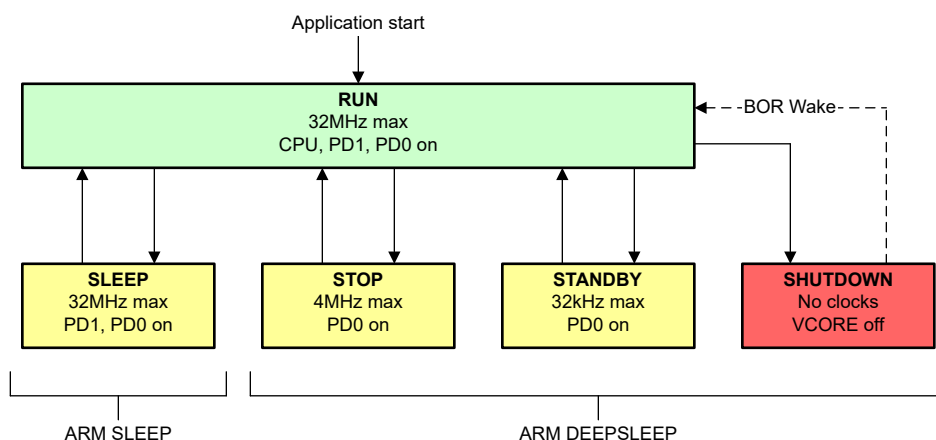 Application start
RUN
32MHz max
CPU, PD1, PD0 on
BOR Wake
SLEEP
32MHz max
PD1, PD0 on
STOP
4MHz max
PD0 on
STANDBY
32kHz max
PD0 on
SHUTDOWN
No clocks
VCORE off
ARM SLEEP
ARM DEEPSLEEP